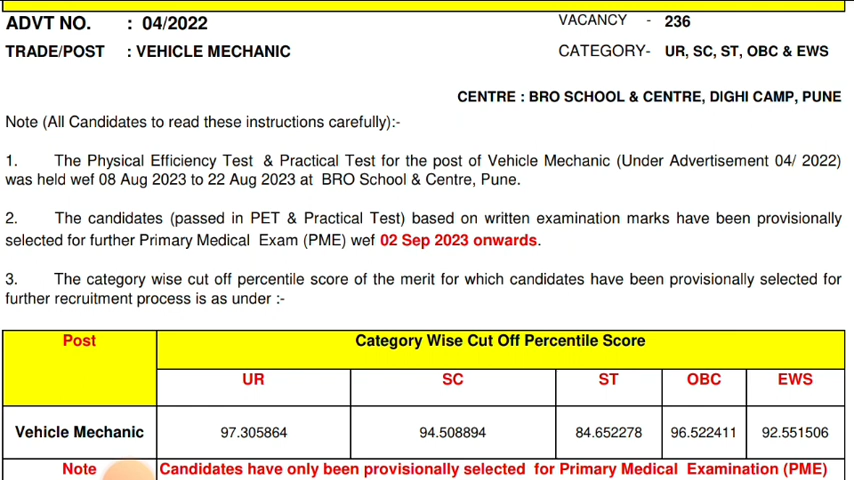 ADVT NO. : 04/2022 VACANCY - 236
TRADE/POST : VEHICLE MECHANIC CATEGORY- UR, SC, ST, OBC & EWS
CENTRE : BRO SCHOOL & CENTRE, DIGHI CAMP, PUNE
Note (All Candidates to read these instructions carefully):-
1. The Physical Efficiency Test & Practical Test for the post of Vehicle Mechanic (Under Advertisement 04/ 2022)
was held wef 08 Aug 2023 to 22 Aug 2023 at BRO School & Centre, Pune.
2. The candidates (passed in PET & Practical Test) based on written examination marks have been provisionally
selected for further Primary Medical Exam (PME) wef 02 Sep 2023 onwards.
3. The category wise cut off percentile score of the merit for which candidates have been provisionally selected for
further recruitment process is as under :-
Post Category Wise Cut Off Percentile Score
UR SC ST OBC EWS
Vehicle Mechanic 97.305864 94.508894 84.652278 96.522411 92.551506
Note Candidates have only been provisionally selected for Primary Medical Examination (PME)